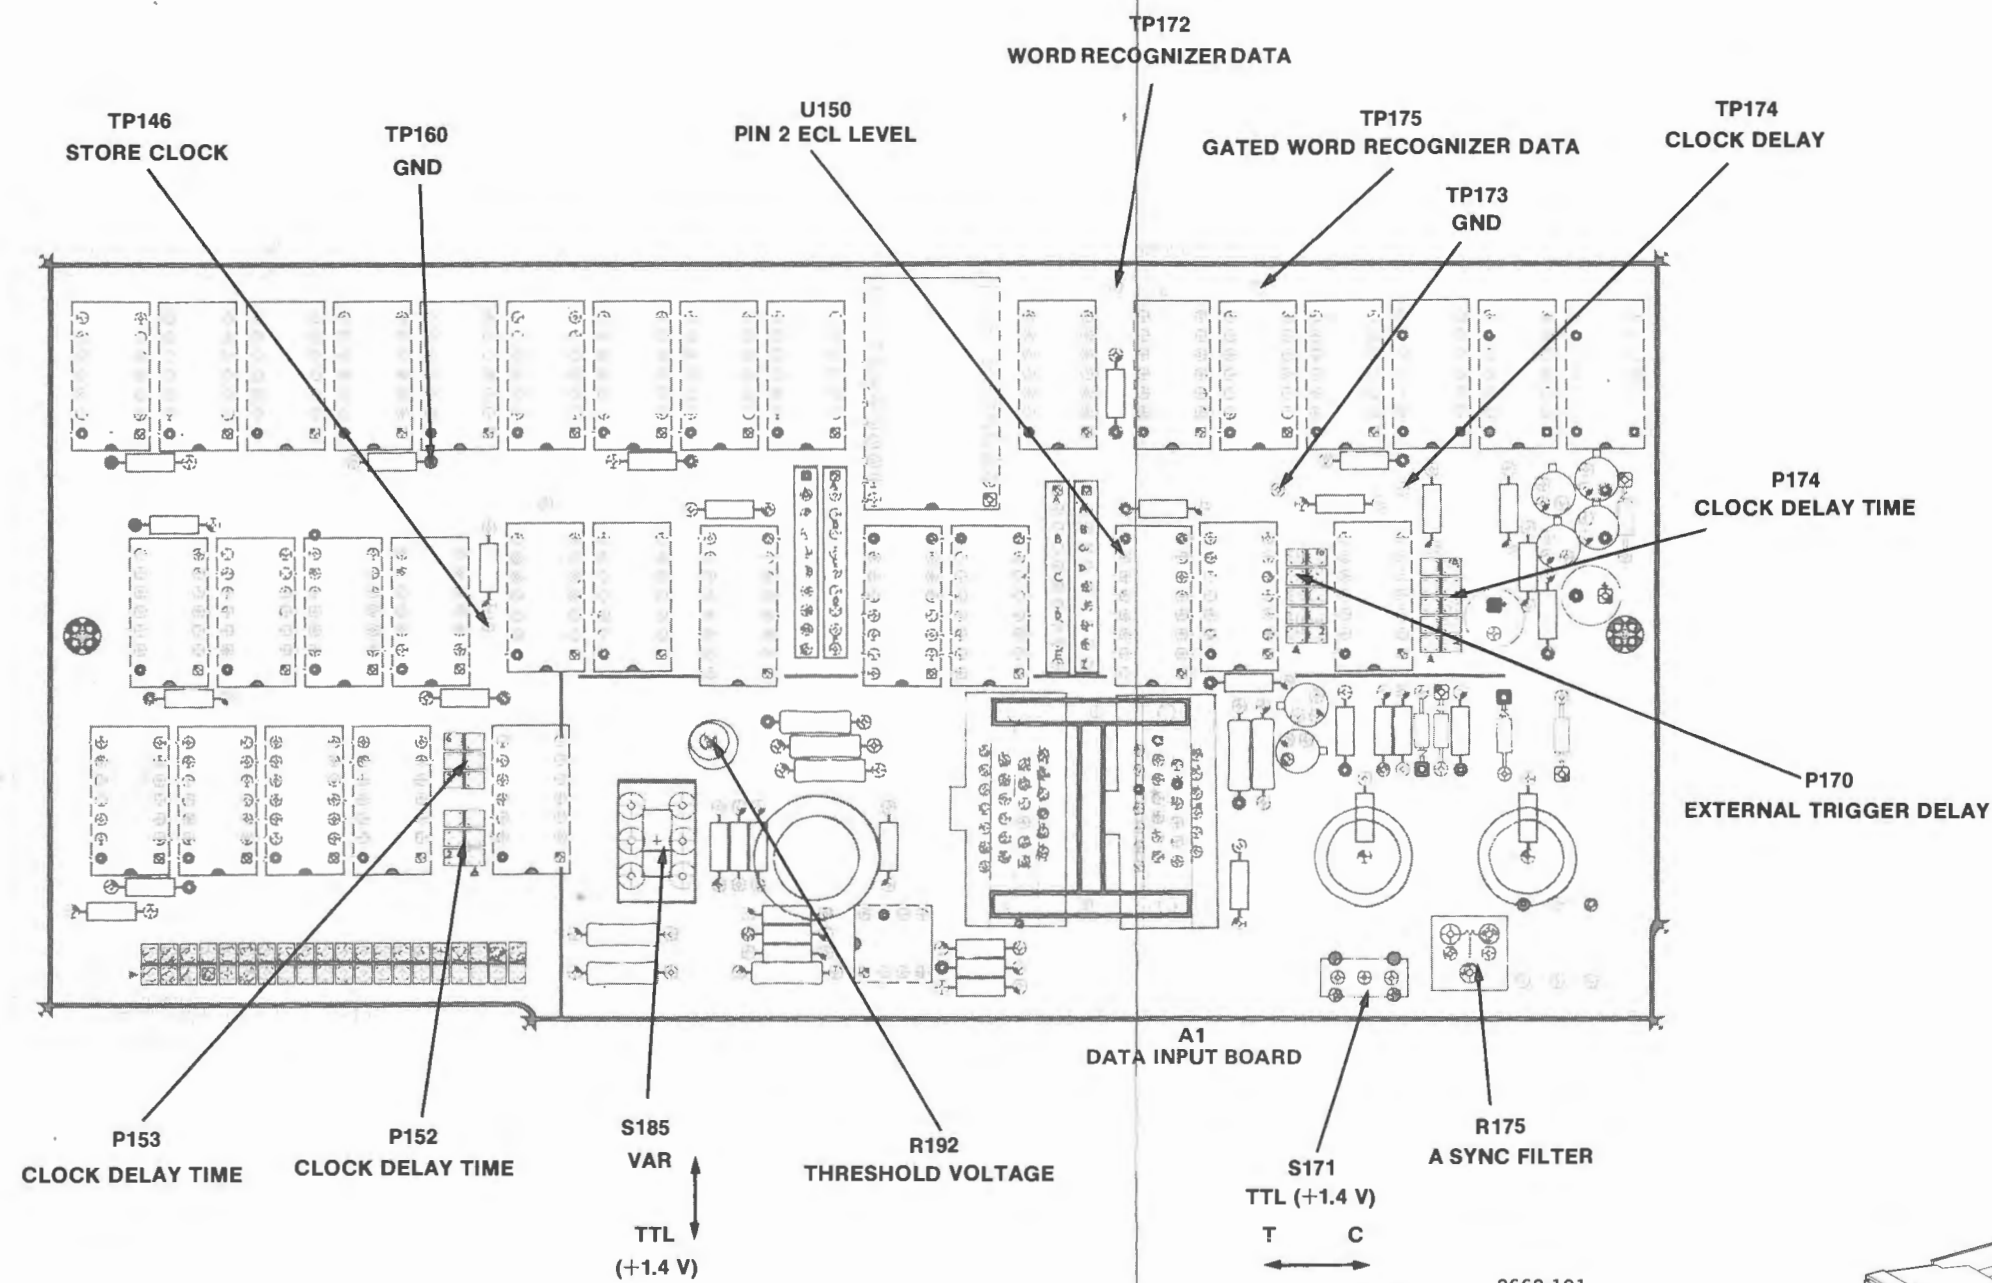 TP172
WORD RECOGNIZER DATA
TP146
STORE CLOCK
TP160
GND
U150
PIN 2 ECL LEVEL
TP175
GATED WORD RECOGNIZER DATA
TP174
CLOCK DELAY
TP173
GND
P174
CLOCK DELAY TIME
P170
EXTERNAL TRIGGER DELAY
A1
DATA INPUT BOARD
P153
CLOCK DELAY TIME
P152
CLOCK DELAY TIME
S185
VAR
TTL
(+1.4 V)
R192
THRESHOLD VOLTAGE
S171
TTL (+1.4 V)
T C
R175
A SYNC FILTER